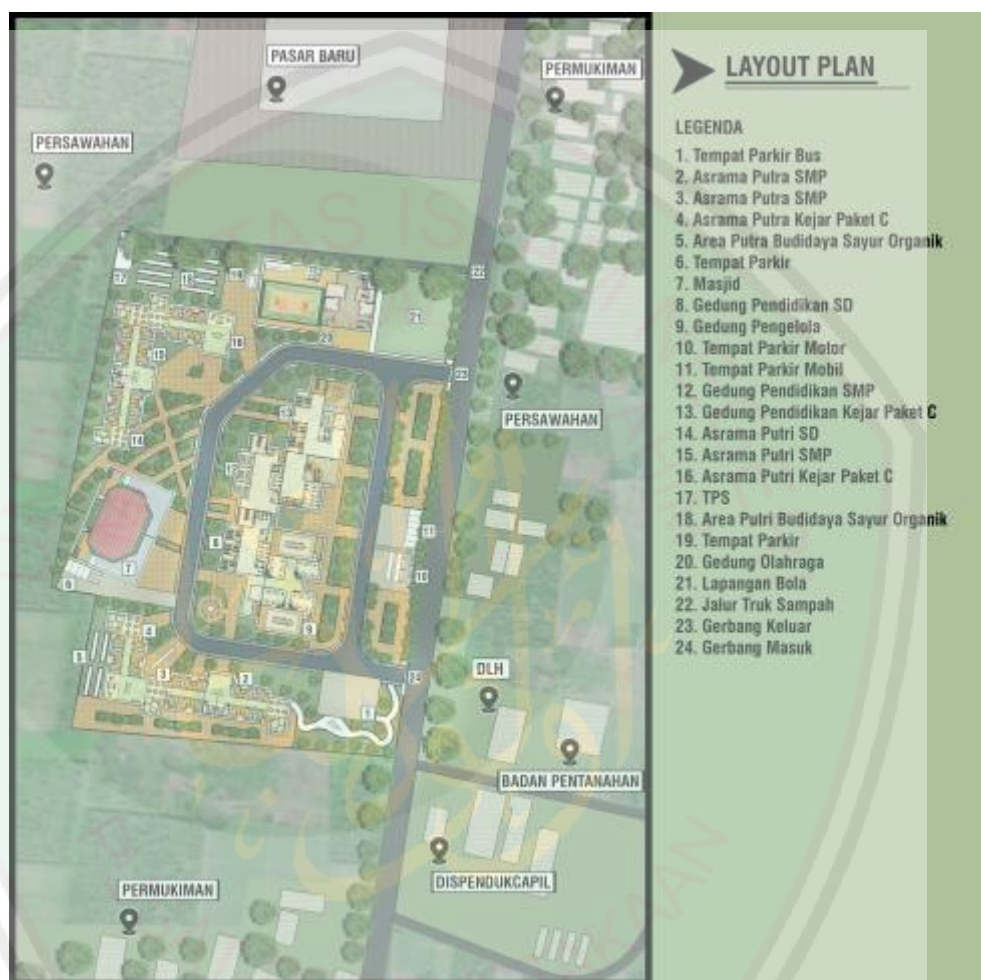 PASAR BARU
PERMUKIMAN
PERSAWAHAN
PERSAWAHAN
DLH
BADAN PENTANAHAN
DISPENDUKCAPIL
PERMUKIMAN
LAYOUT PLAN
LEGENDA
1. Tempat Parkir Bus
2. Asrama Putra SMP
3. Asrama Putra SMP
4. Asrama Putra Kejar Paket C
5. Area Putra Budidaya Sayur Organik
6. Tempat Parkir
7. Masjid
8. Gedung Pendidikan SD
9. Gedung Pengelola
10. Tempat Parkir Motor
11. Tempat Parkir Mobil
12. Gedung Pendidikan SMP
13. Gedung Pendidikan Kejar Paket C
14. Asrama Putri SD
15. Asrama Putri SMP
16. Asrama Putri Kejar Paket C
17. TPS
18. Area Putri Budidaya Sayur Organik
19. Tempat Parkir
20. Gedung Olahraga
21. Lapangan Bola
22. Jalur Truk Sampah
23. Gerbang Keluar
24. Gerbang Masuk